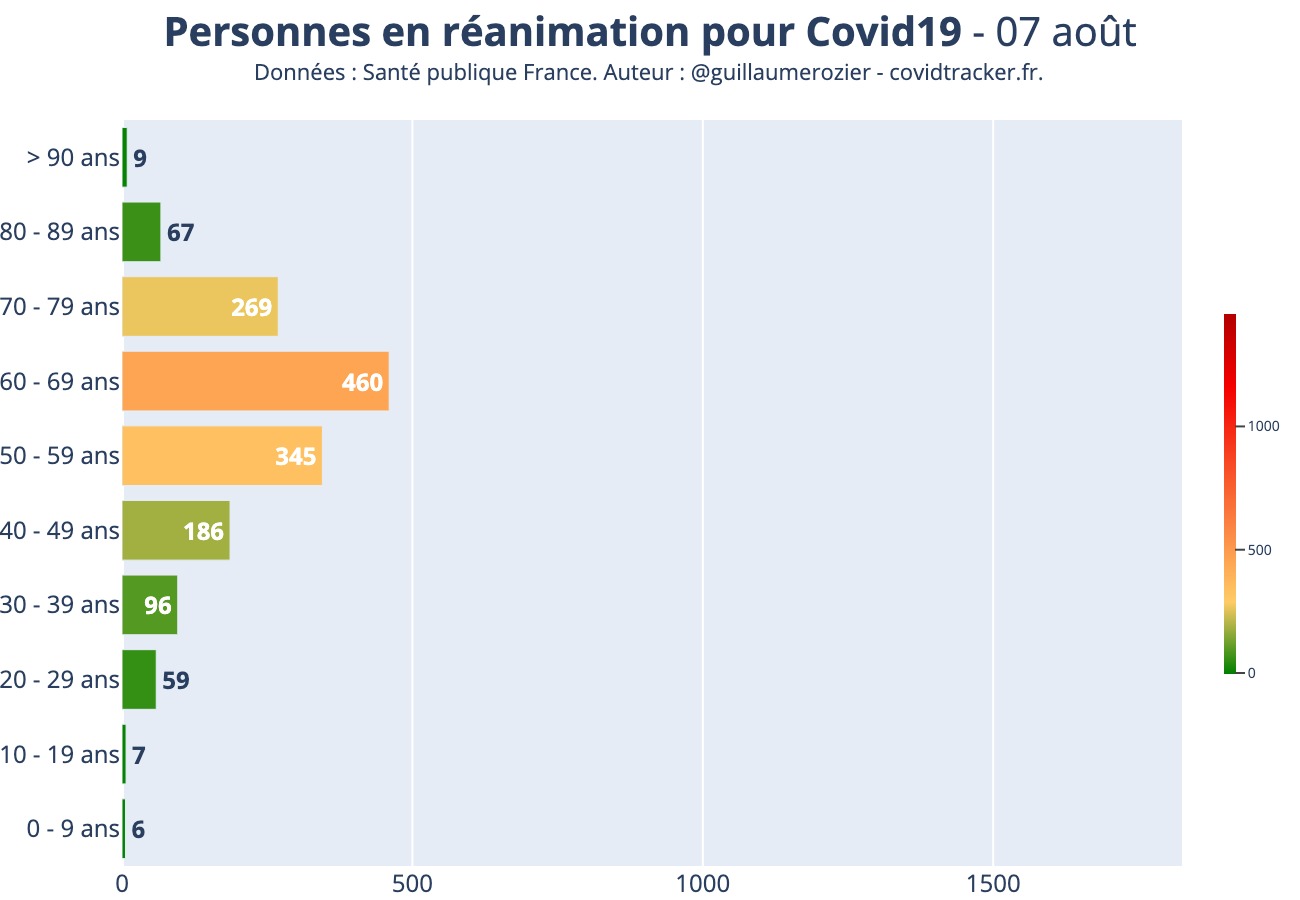 Personnes en réanimation pour Covid19 - 07 août
Données : Santé publique France. Auteur : @guillaumerozier - covidtracker.fr.
> 90 ans 9
80 - 89 ans 67
70 - 79 ans 269
60 - 69 ans 460
50 - 59 ans 345
40 - 49 ans 186
30 - 39 ans 96
20 - 29 ans 59
10 - 19 ans 7
0 - 9 ans 6
0 500 1000 1500
1000
500
0